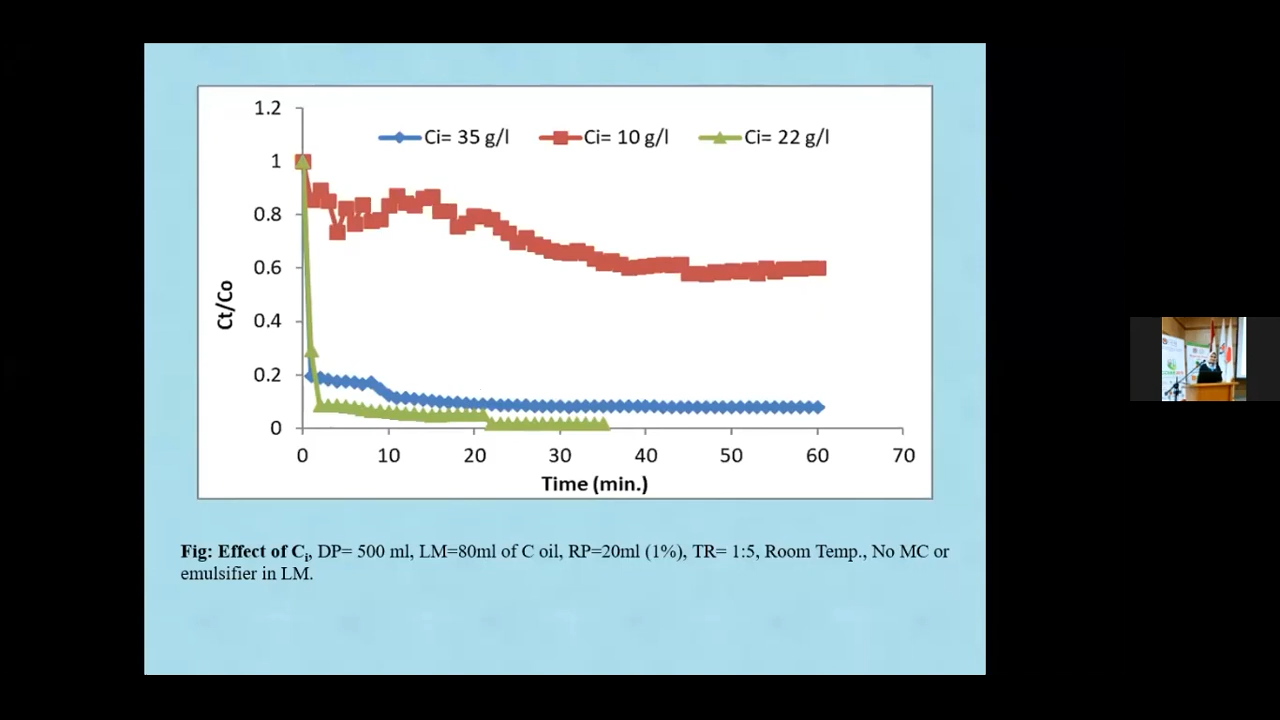 1.2
Ci= 35 g/l Ci= 10 g/l Ci= 22 g/l
1
0.8
0.6
0.4
0.2
0
Ct/Co
0 10 20 30 40 50 60 70
Time (min.)
Fig: Effect of Ci, DP= 500 ml, LM=80ml of C oil, RP=20ml (1%), TR= 1:5, Room Temp., No MC or
emulsifier in LM.